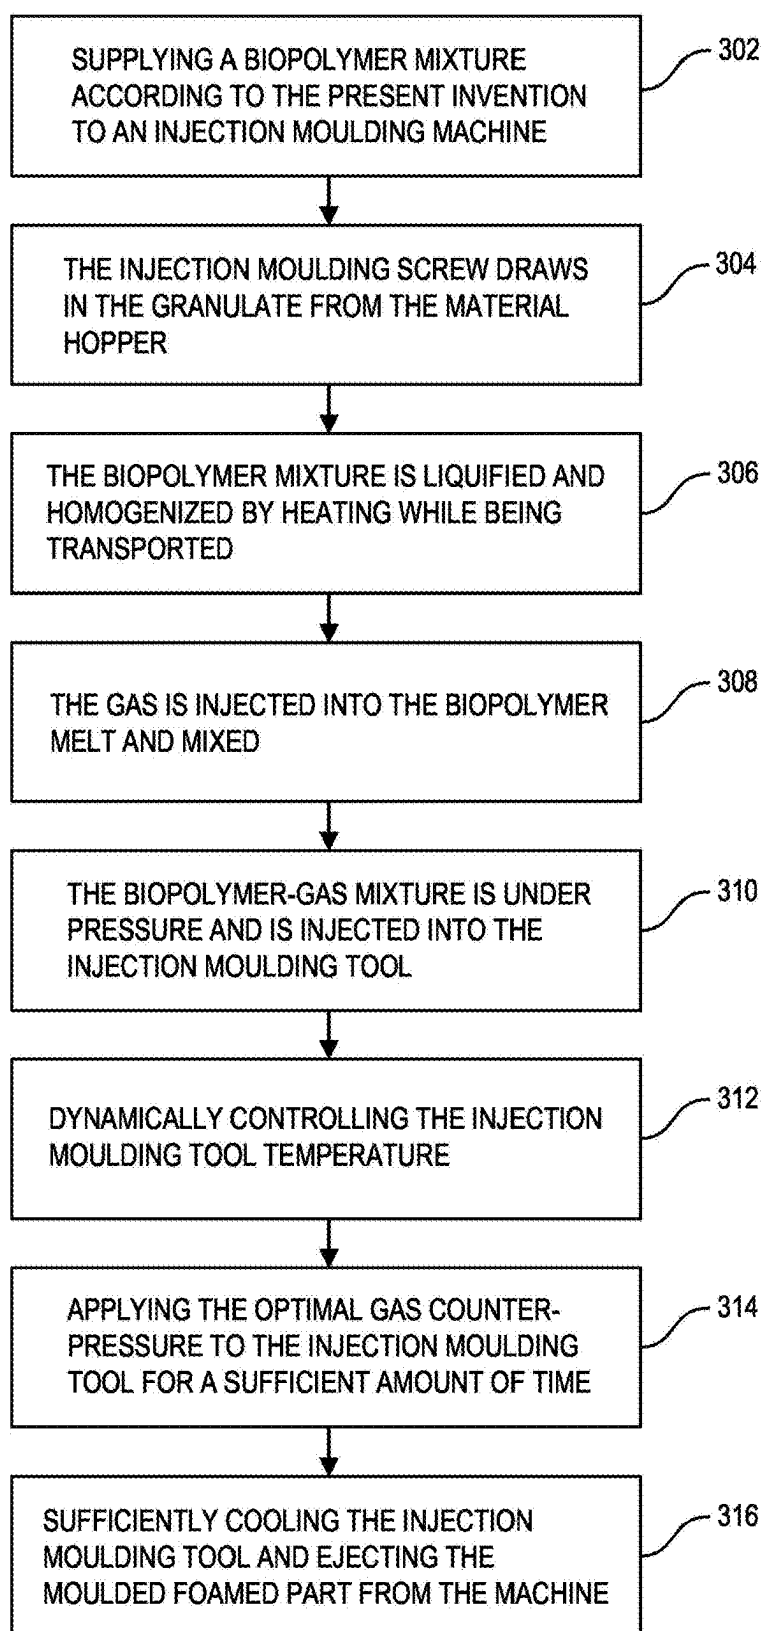 SUPPLYING A BIOPOLYMER MIXTURE
ACCORDING TO THE PRESENT INVENTION
TO AN INJECTION MOULDING MACHINE
302
THE INJECTION MOULDING SCREW DRAWS
IN THE GRANULATE FROM THE MATERIAL
HOPPER
304
THE BIOPOLYMER MIXTURE IS LIQUIFIED AND
HOMOGENIZED BY HEATING WHILE BEING
TRANSPORTED
306
THE GAS IS INJECTED INTO THE BIOPOLYMER
MELT AND MIXED
308
THE BIOPOLYMER-GAS MIXTURE IS UNDER
PRESSURE AND IS INJECTED INTO THE
INJECTION MOULDING TOOL
310
DYNAMICALLY CONTROLLING THE INJECTION
MOULDING TOOL TEMPERATURE
312
APPLYING THE OPTIMAL GAS COUNTER-
PRESSURE TO THE INJECTION MOULDING
TOOL FOR A SUFFICIENT AMOUNT OF TIME
314
SUFFICIENTLY COOLING THE INJECTION
MOULDING TOOL AND EJECTING THE
MOULDED FOAMED PART FROM THE MACHINE
316